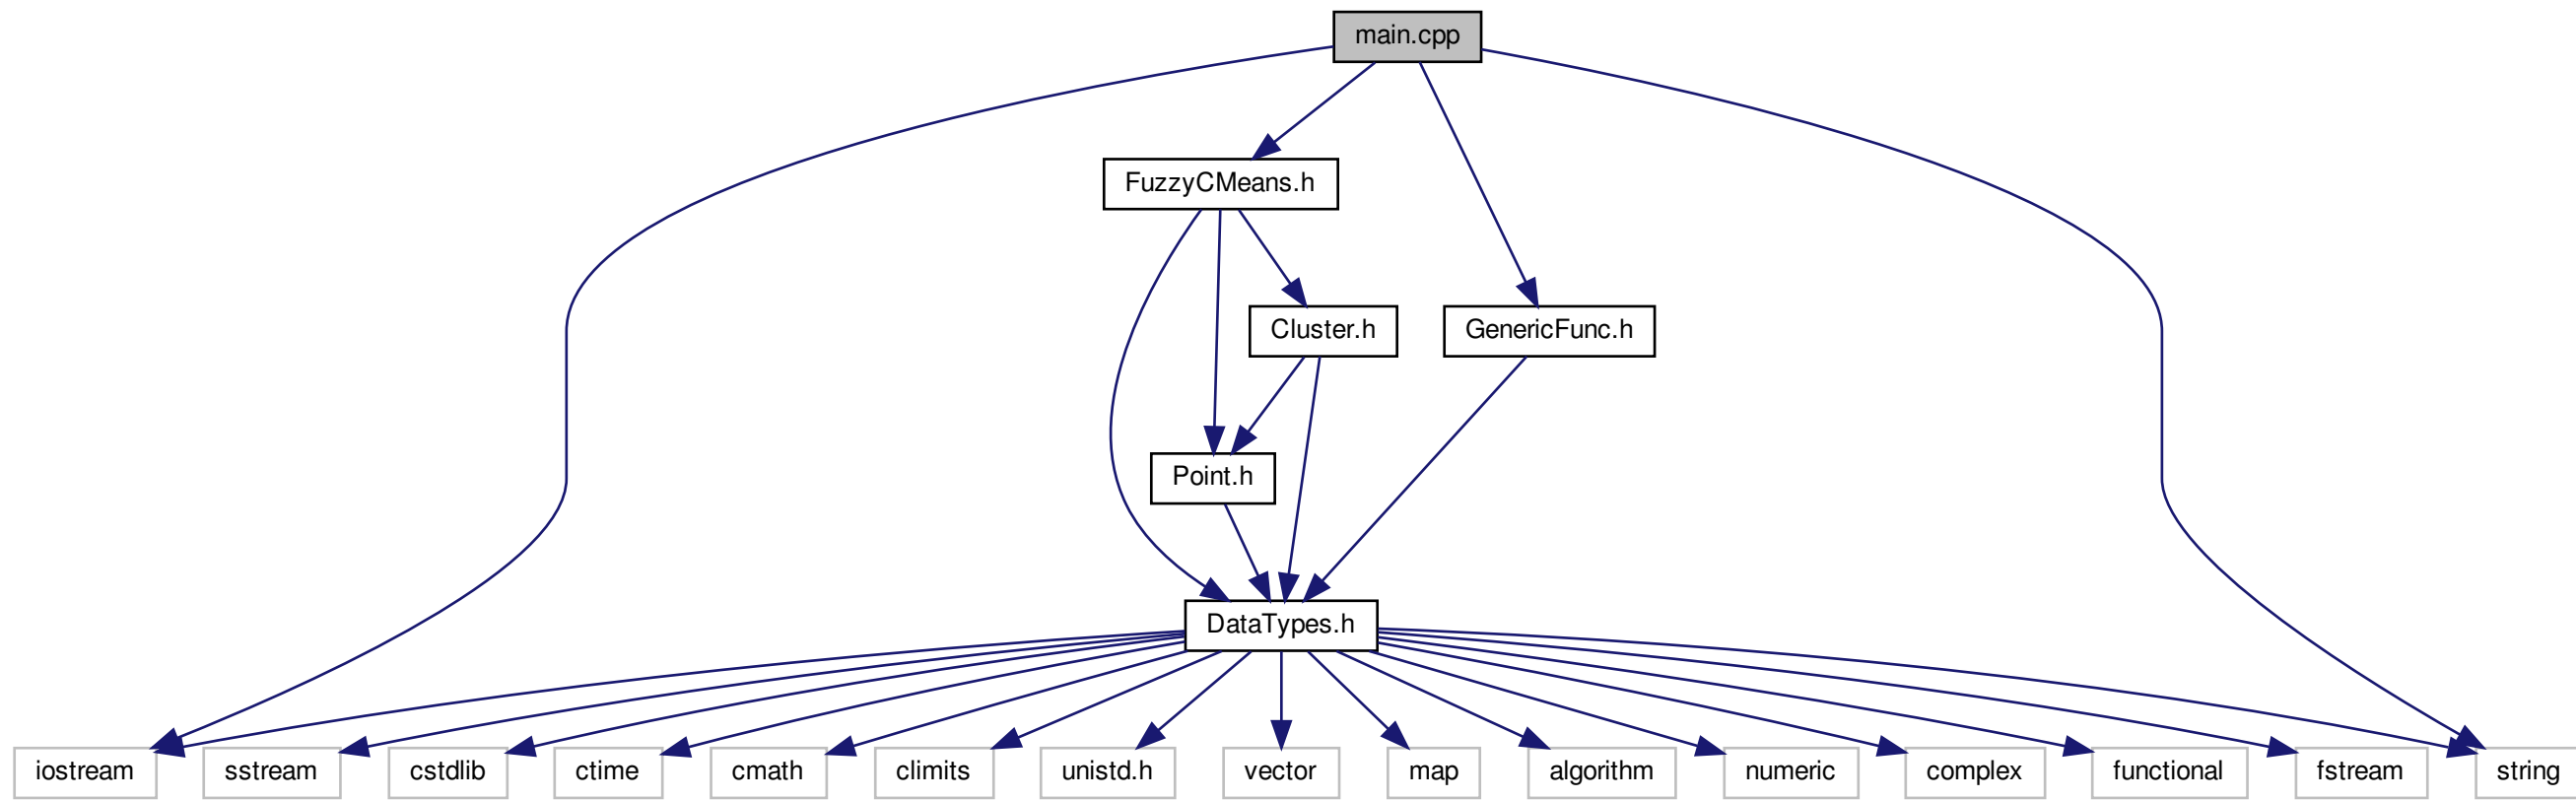 main.cpp
FuzzyCMeans.h
Cluster.h
GenericFunc.h
Point.h
DataTypes.h
iostream
sstream
cstdlib
ctime
cmath
climits
unistd.h
vector
map
algorithm
numeric
complex
functional
fstream
string